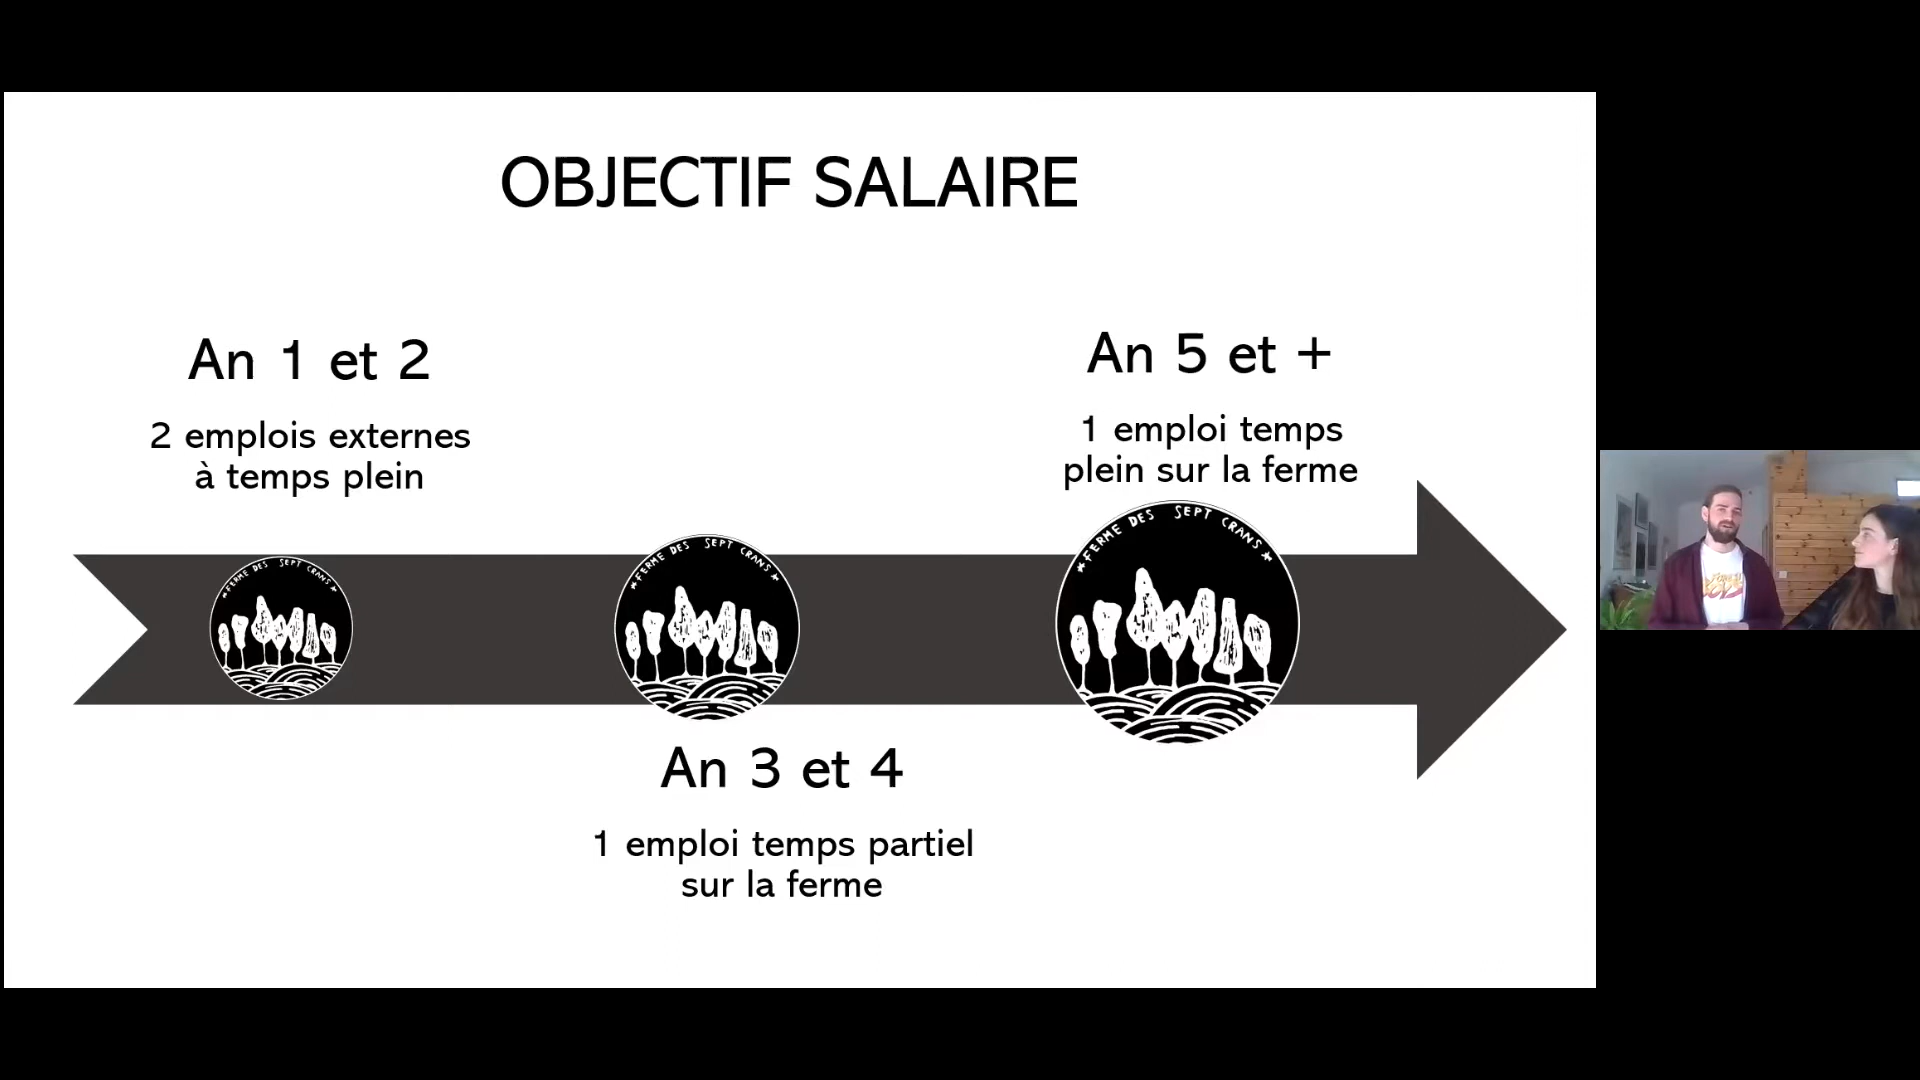 OBJECTIF SALAIRE
An 1 et 2
2 emplois externes
à temps plein
An 5 et +
1 emploi temps
plein sur la ferme
*FERME DES SEPT CRANS*
*FERME DES SEPT CRANS*
*FERME DES SEPT CRANS*
An 3 et 4
1 emploi temps partiel
sur la ferme